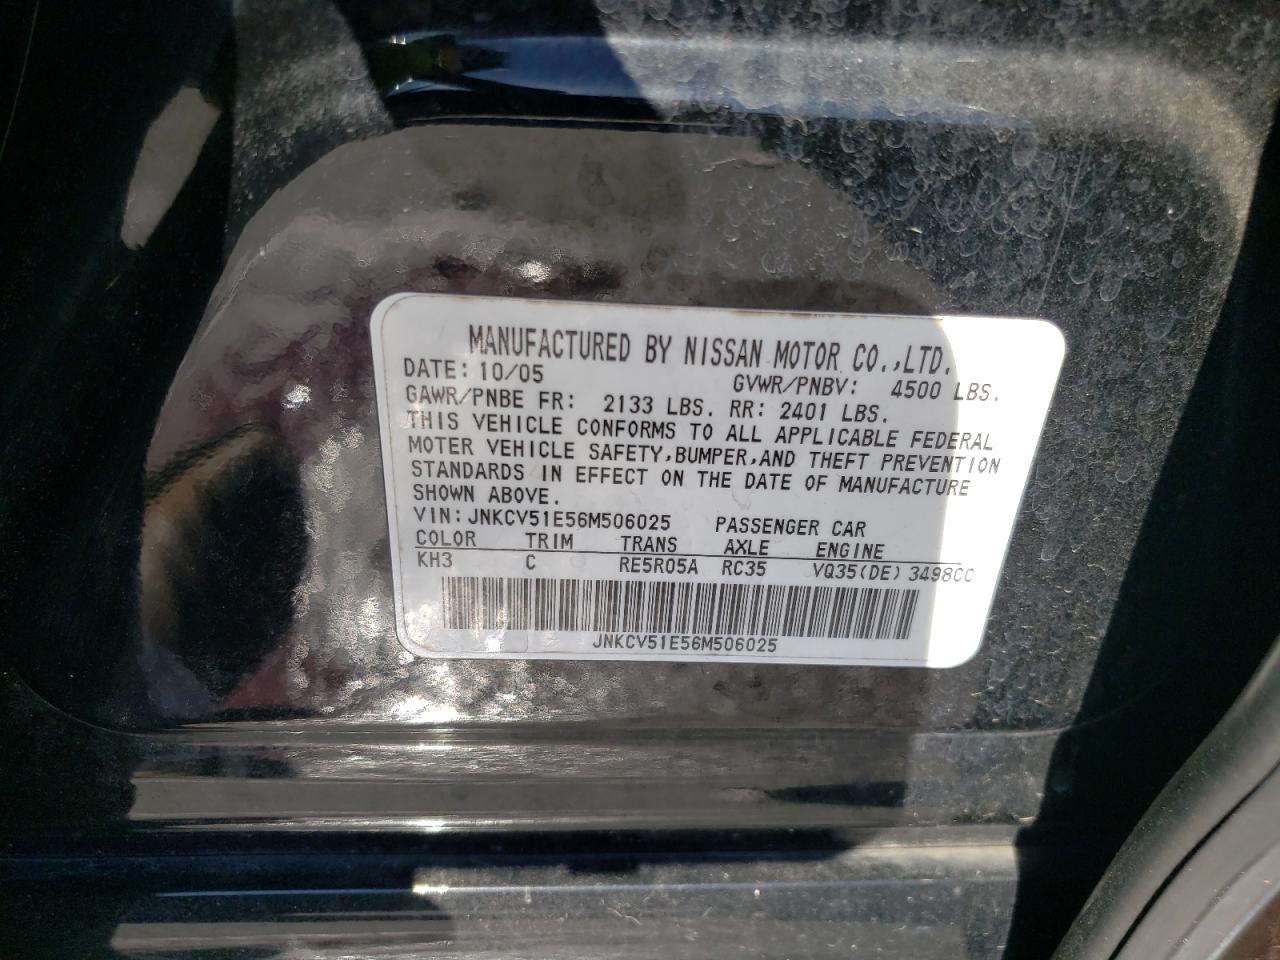 MANUFACTURED BY NISSAN MOTOR CO.,LTD.
DATE: 10/05 GVWR/PNBV: 4500 LBS.
GAWR/PNBE FR: 2133 LBS. RR: 2401 LBS.
THIS VEHICLE CONFORMS TO ALL APPLICABLE FEDERAL
MOTER VEHICLE SAFETY,BUMPER,AND THEFT PREVENTION
STANDARDS IN EFFECT ON THE DATE OF MANUFACTURE
SHOWN ABOVE.
VIN:JNKCV51E56M506025 PASSENGER CAR
COLOR TRIM TRANS AXLE ENGINE
KH3 C RE5R05A RC35 VQ35(DE) 3498CC
JNKCV51E56M506025